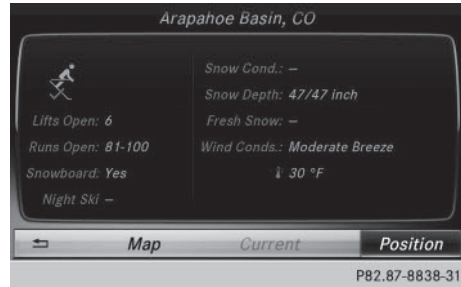 Arapahoe Basin, CO
Lifts Open: 6
Runs Open: 81-100
Snowboard: Yes
Night Ski –
Snow Cond.: –
Snow Depth: 47/47 inch
Fresh Snow: –
Wind Conds.: Moderate Breeze
30 °F
Map Current Position
P82.87-8838-31